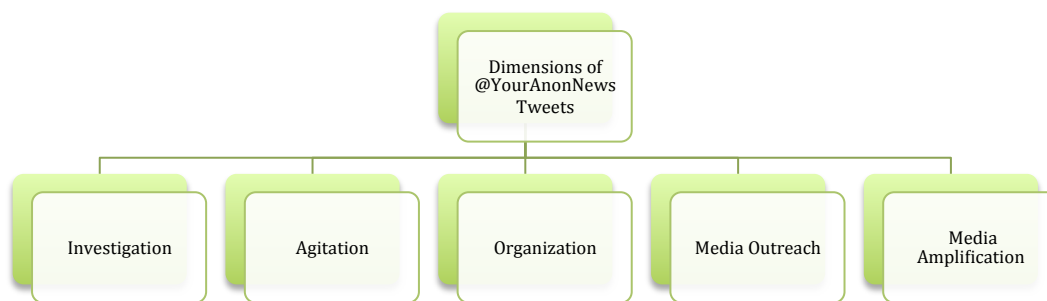 Dimensions of
@YourAnonNews
Tweets
Investigation
Agitation
Organization
Media Outreach
Media
Amplification